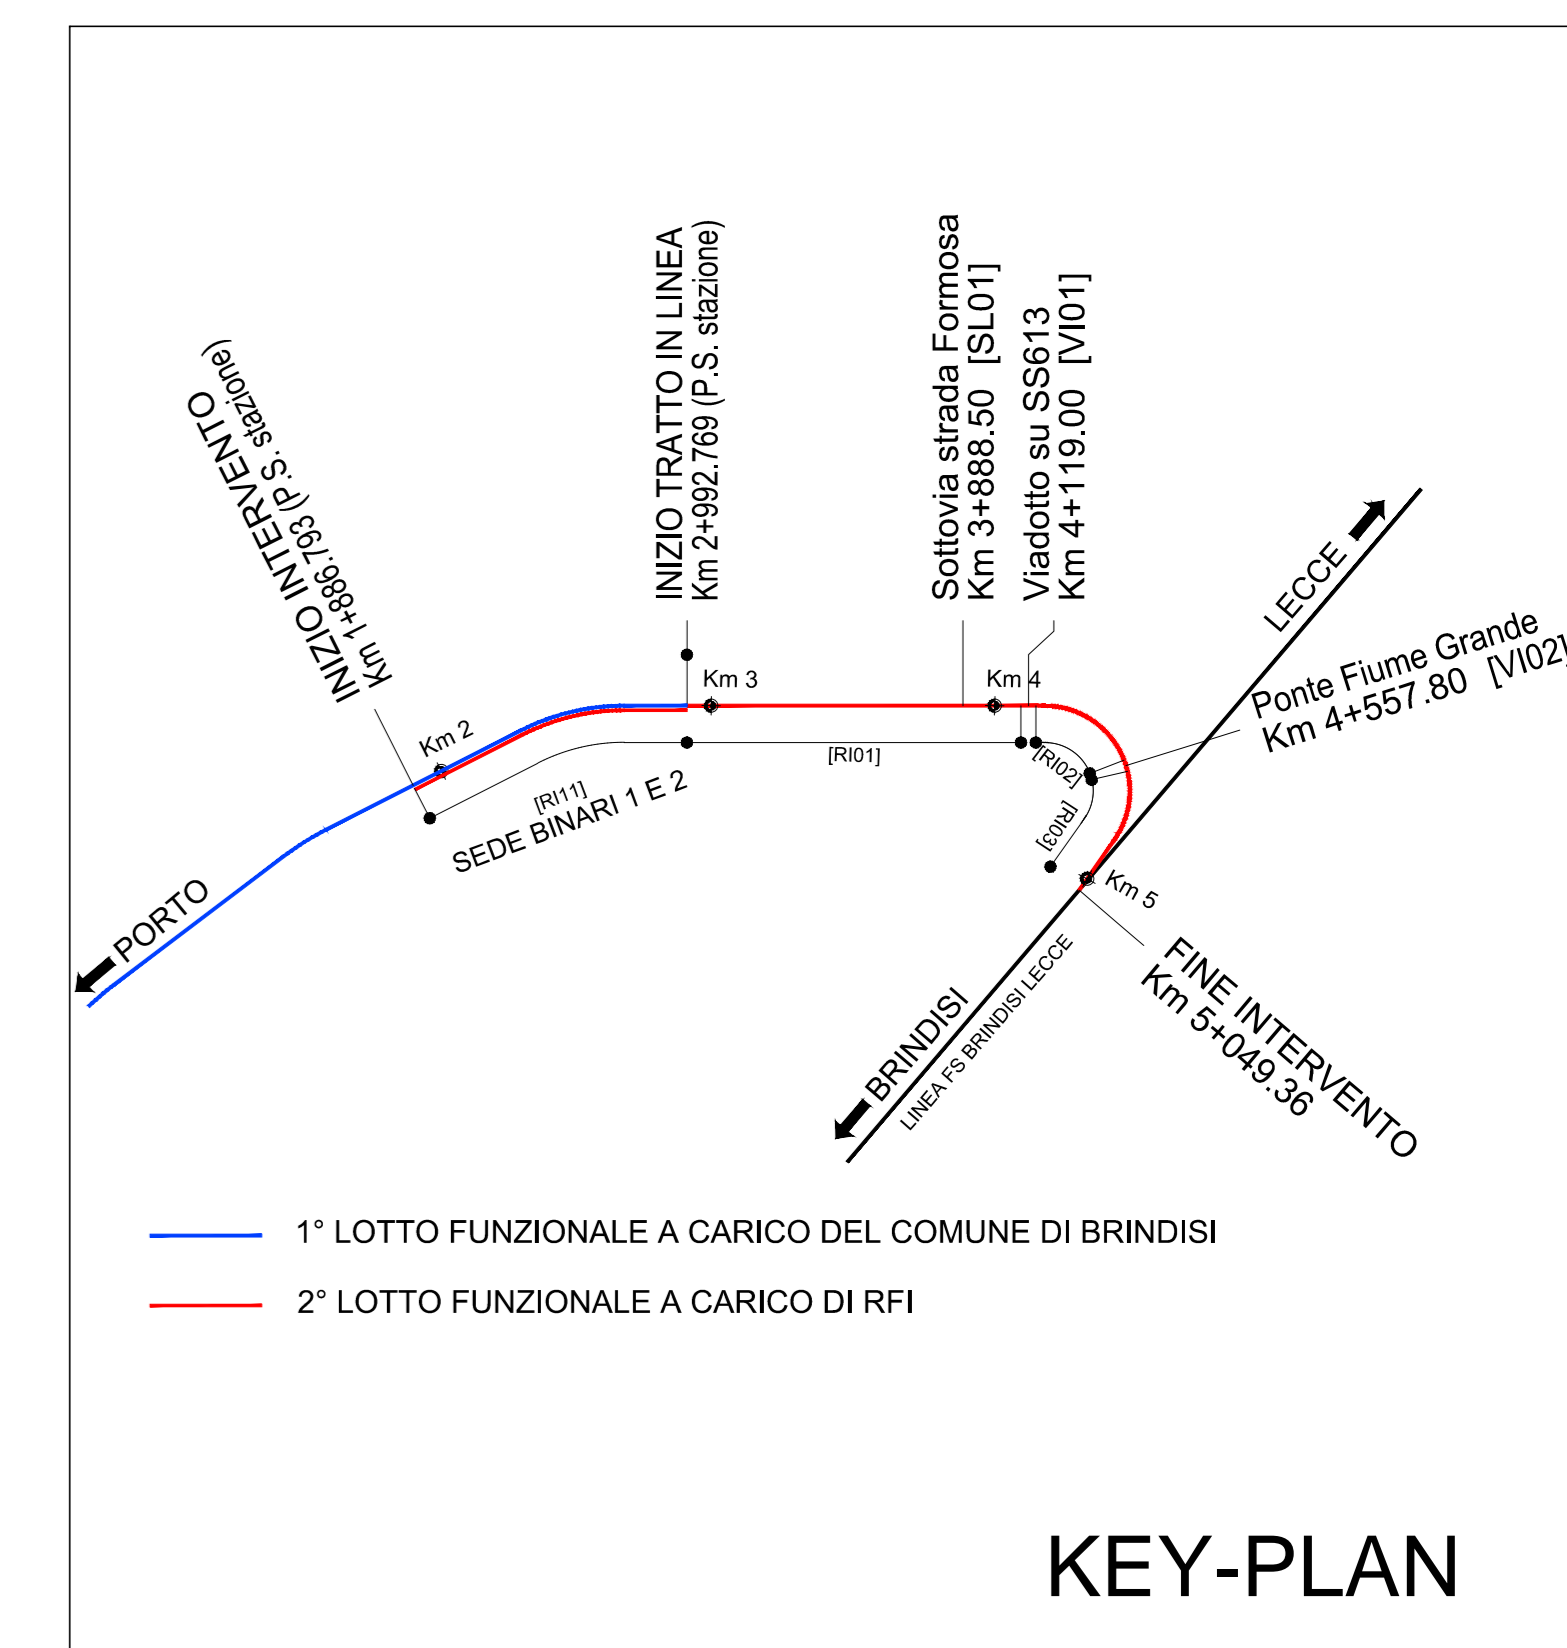 INIZIO INTERVENTO
Km 1+886.793 (P.S. stazione)
INIZIO TRATTO IN LINEA
Km 2+992.769 (P.S. stazione)
Sottovia strada Formosa
Km 3+888.50 [SL01]
Viadotto su SS613
Km 4+119.00 [VI01]
LECCE
Ponte Fiume Grande
Km 4+557.80 [VI02]
Km 2
Km 3
Km 4
[RI01]
[RI02]
[RI11]
SEDE BINARI 1 E 2
[RI03]
Km 5
PORTO
FINE INTERVENTO
Km 5+049.36
BRINDISI
LINEA FS BRINDISI LECCE
1° LOTTO FUNZIONALE A CARICO DEL COMUNE DI BRINDISI
2° LOTTO FUNZIONALE A CARICO DI RFI
KEY-PLAN